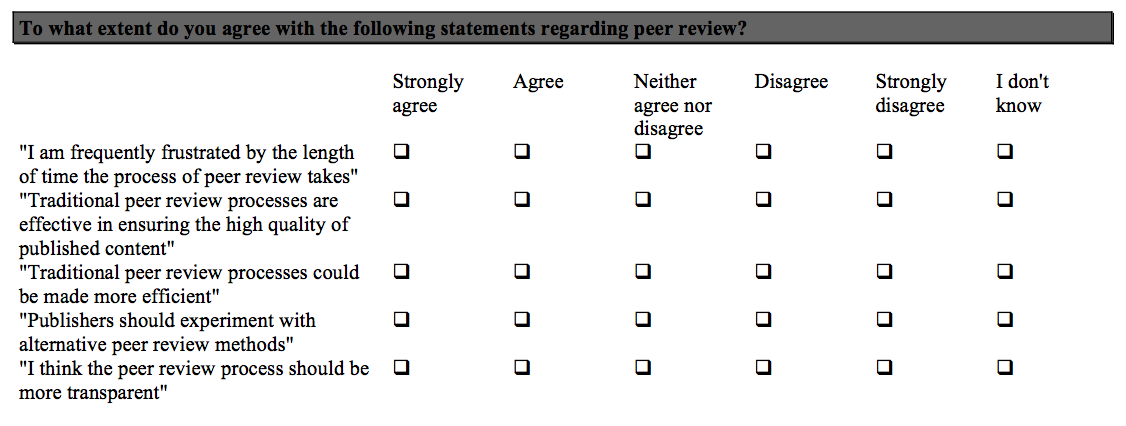 To what extent do you agree with the following statements regarding peer review?
Strongly agree
Agree
Neither agree nor disagree
Disagree
Strongly disagree
I don't know
"I am frequently frustrated by the length
of time the process of peer review takes"
"Traditional peer review processes are
effective in ensuring the high quality of
published content"
"Traditional peer review processes could
be made more efficient"
"Publishers should experiment with
alternative peer review methods"
"I think the peer review process should be
more transparent"